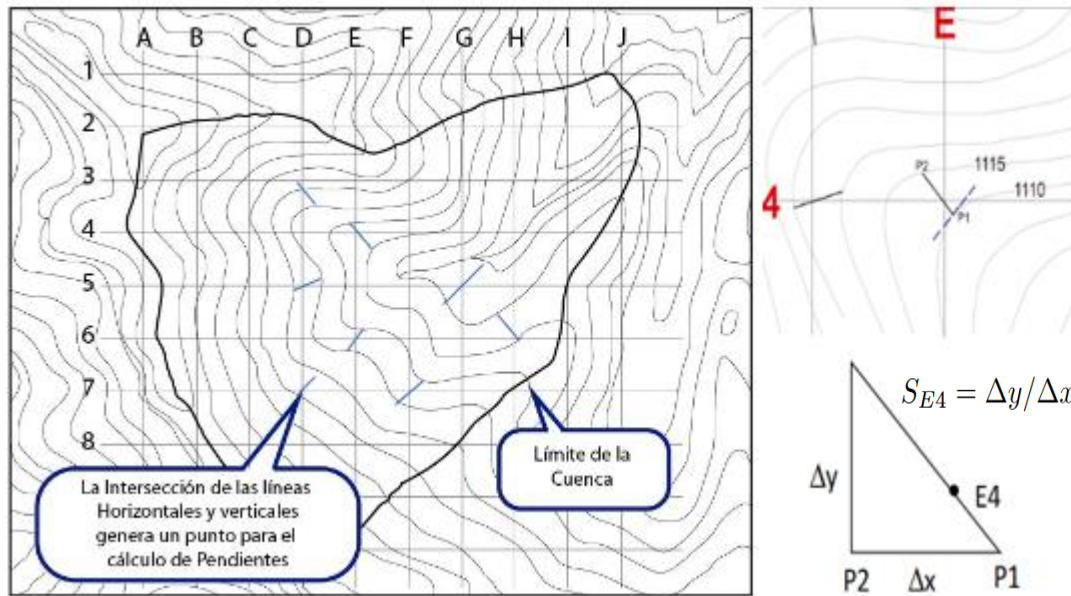 A B C D E F G H I J
1
2
3
4
5
6
7
8
La Intersección de las líneas
Horizontales y verticales
genera un punto para el
cálculo de Pendientes
Límite de la
Cuenca
E
4
P2
P1
1115
1110
S_{E4} = Δy/Δx
Δy
E4
P2 Δx P1